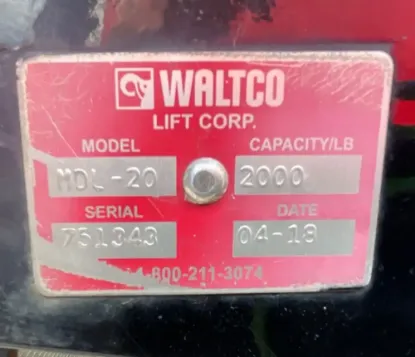 WALTCO
LIFT CORP.
MODEL CAPACITY/LB
MDL-20 2000
SERIAL DATE
751343 04-18
1-800-211-3074